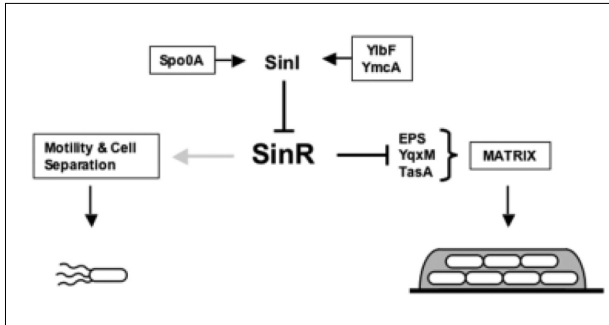 Spo0A
SinI
YlbF
YmcA
Motility & Cell
Separation
SinR
EPS
YqxM
TasA
MATRIX